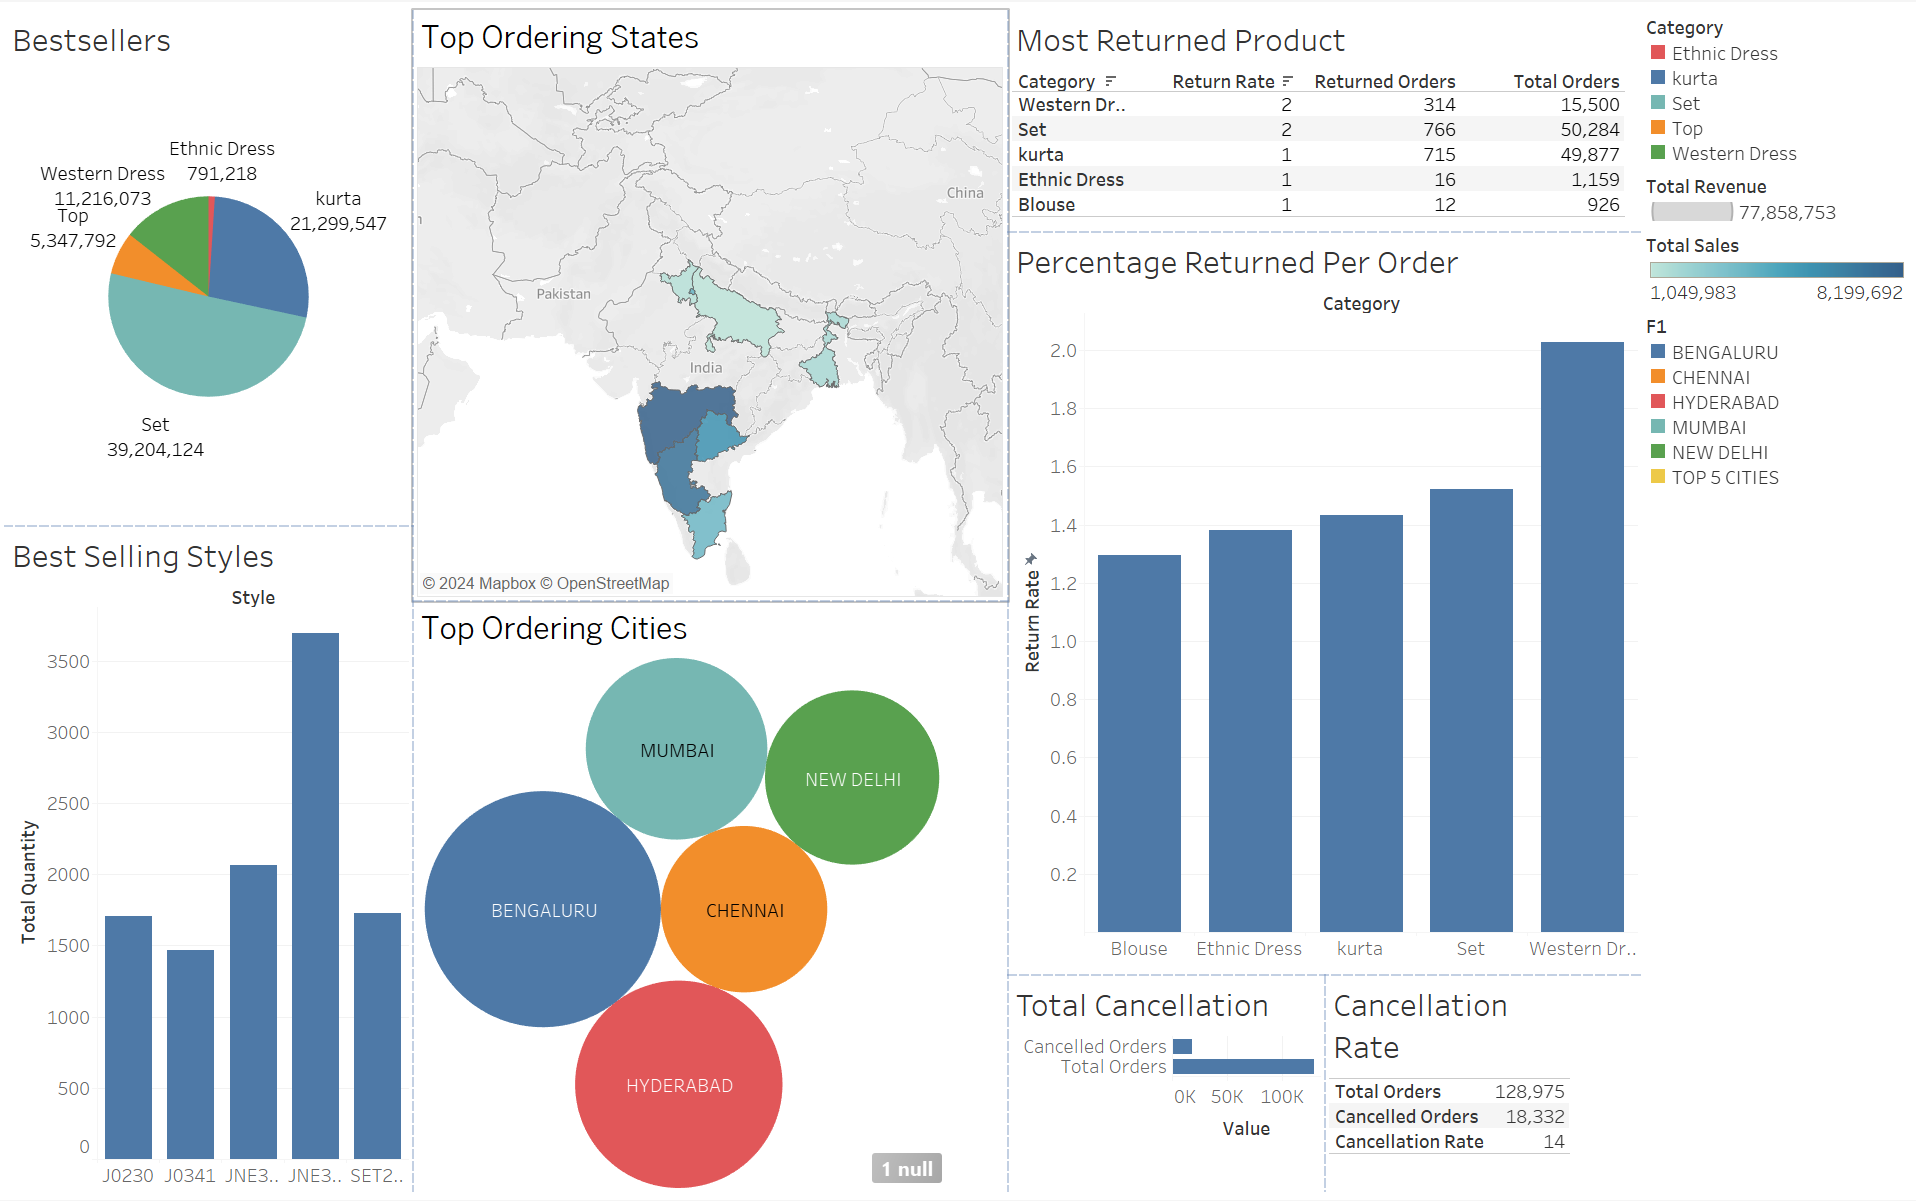 Bestsellers
Ethnic Dress
791,218
Western Dress
11,216,073
kurta
21,299,547
Top
5,347,792
Set
39,204,124
Best Selling Styles
Style
Total Quantity
3500
3000
2500
2000
1500
1000
500
0
J0230 J0341 JNE3.. JNE3.. SET2..
Top Ordering States
China
Pakistan
India
© 2024 Mapbox © OpenStreetMap
Top Ordering Cities
MUMBAI
NEW DELHI
BENGALURU
CHENNAI
HYDERABAD
1 null
Most Returned Product
Category Return Rate Returned Orders Total Orders
Western Dr.. 2 314 15,500
Set 2 766 50,284
kurta 1 715 49,877
Ethnic Dress 1 16 1,159
Blouse 1 12 926
Percentage Returned Per Order
Category
Return Rate
2.0
1.8
1.6
1.4
1.2
1.0
0.8
0.6
0.4
0.2
Blouse Ethnic Dress kurta Set Western Dr..
Total Cancellation
Cancelled Orders
Total Orders
0K 50K 100K
Value
Cancellation
Rate
Total Orders 128,975
Cancelled Orders 18,332
Cancellation Rate 14
Category
Ethnic Dress
kurta
Set
Top
Western Dress
Total Revenue
77,858,753
Total Sales
1,049,983 8,199,692
F1
BENGALURU
CHENNAI
HYDERABAD
MUMBAI
NEW DELHI
TOP 5 CITIES